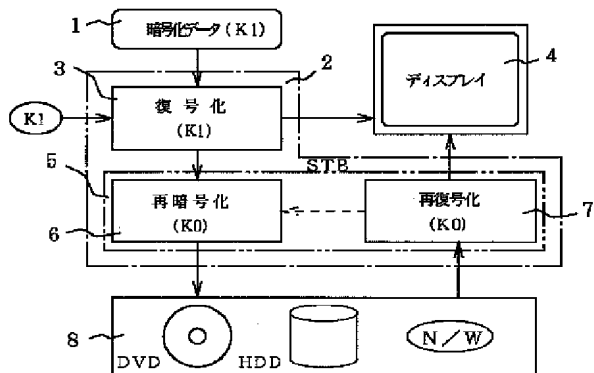 1
暗号化データ(K1)
2
3
復号化
(K1)
K1
ディスプレイ
4
STB
5
再暗号化
(K0)
6
再復号化
(K0)
7
8
DVD
HDD
N/W